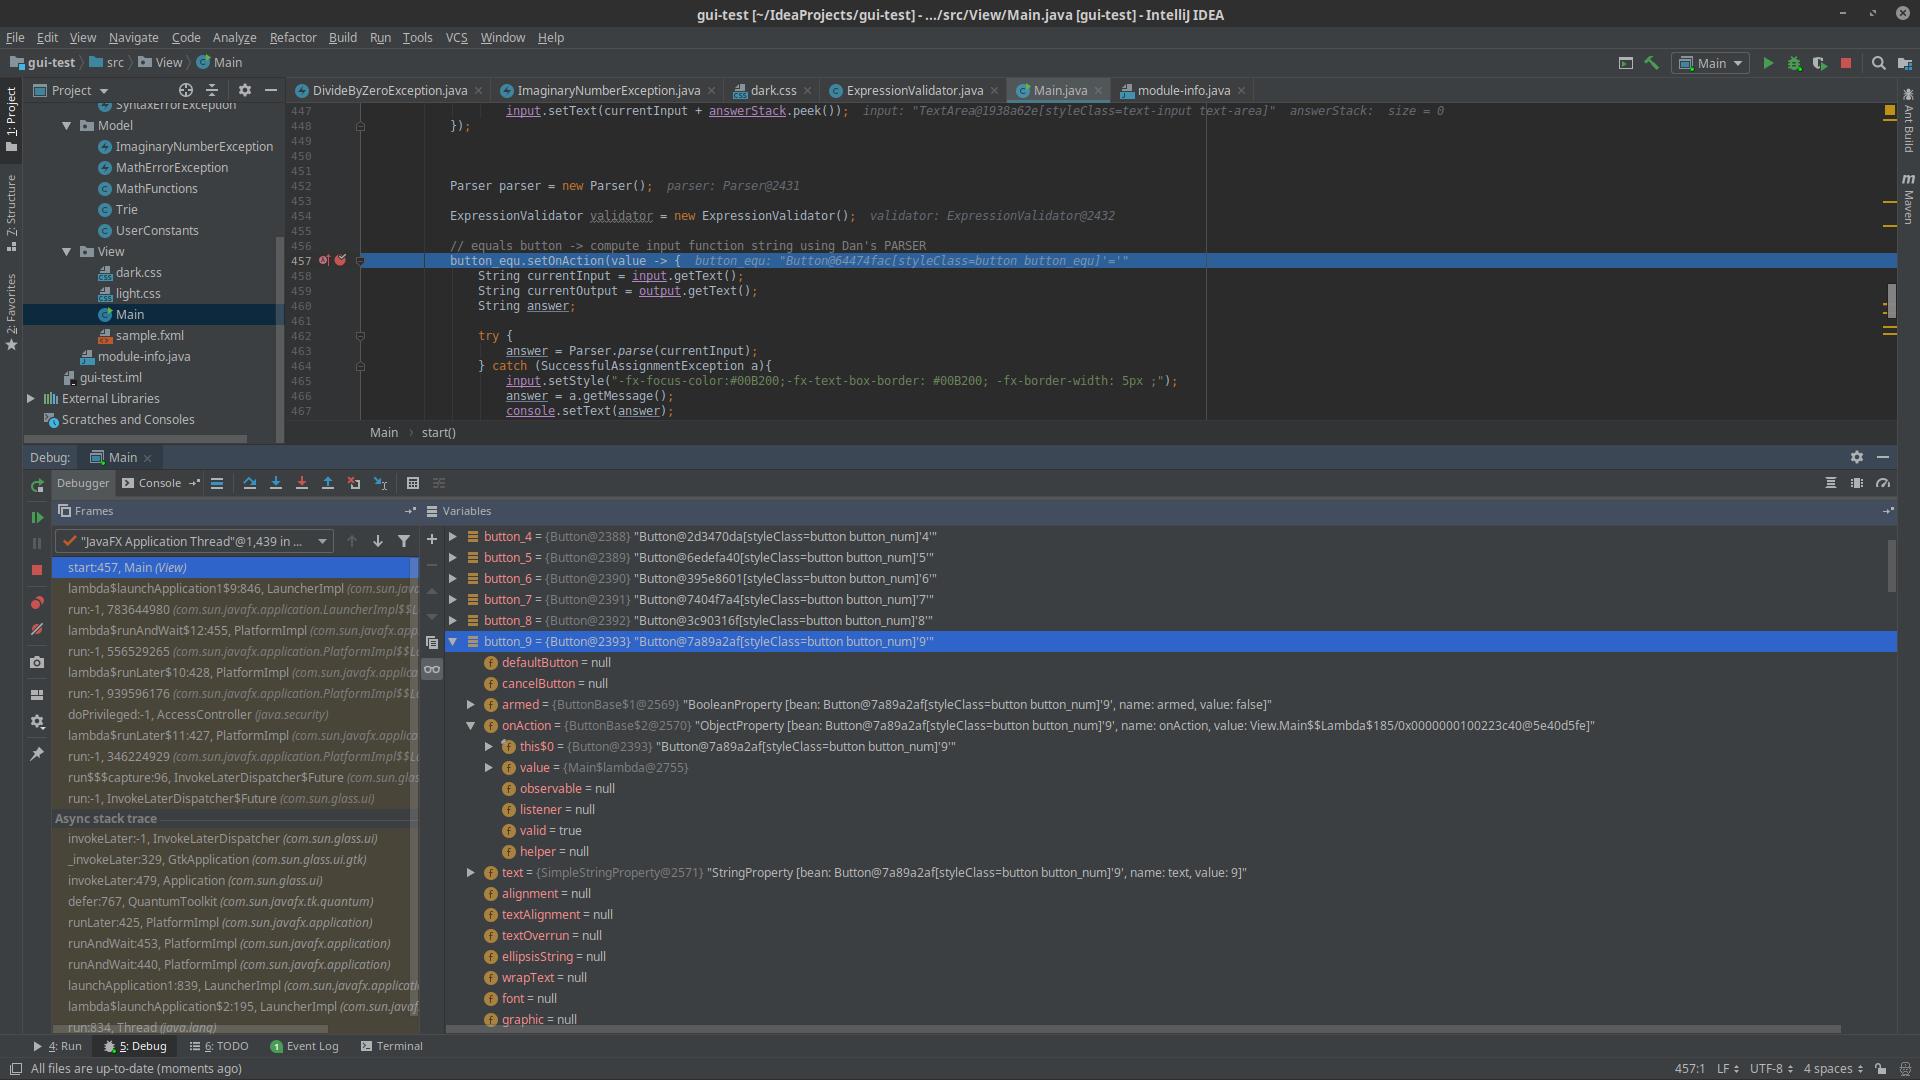 gui-test [~/IdeaProjects/gui-test] - .../src/View/Main.java [gui-test] - IntelliJ IDEA
File Edit View Navigate Code Analyze Refactor Build Run Tools VCS Window Help
gui-test src View Main
Main
1: Project
7: Structure
2: Favorites
Project
SyntaxErrorException
Model
ImaginaryNumberException
MathErrorException
MathFunctions
Trie
UserConstants
View
dark.css
light.css
Main
sample.fxml
module-info.java
gui-test.iml
External Libraries
Scratches and Consoles
DivideByZeroException.java ImaginaryNumberException.java dark.css ExpressionValidator.java Main.java module-info.java
447 input.setText(currentInput + answerStack.peek()); input: "TextArea@1938a62e[styleClass=text-input text-area]" answerStack: size = 0
448 });
449
450
451
452 Parser parser = new Parser(); parser: Parser@2431
453
454 ExpressionValidator validator = new ExpressionValidator(); validator: ExpressionValidator@2432
455
456 // equals button -> compute input function string using Dan's PARSER
457 button_equ.setOnAction(value -> { button_equ: "Button@64474fac[styleClass=button button_equ]'='"
458 String currentInput = input.getText();
459 String currentOutput = output.getText();
460 String answer;
461
462 try {
463 answer = Parser.parse(currentInput);
464 } catch (SuccessfulAssignmentException a){
465 input.setStyle("-fx-focus-color:#00B200;-fx-text-box-border: #00B200; -fx-border-width: 5px ;");
466 answer = a.getMessage();
467 console.setText(answer);
Main start()
Ant Build
m Maven
Debug: Main
Debugger Console
Frames
"JavaFX Application Thread"@1,439 in ...
start:457, Main (View)
lambda$launchApplication1$9:846, LauncherImpl (com.sun.jav
run:-1, 783644980 (com.sun.javafx.application.LauncherImpl$$L
lambda$runAndWait$12:455, PlatformImpl (com.sun.javafx.app
run:-1, 556529265 (com.sun.javafx.application.PlatformImpl$$L
lambda$runLater$10:428, PlatformImpl (com.sun.javafx.applica
run:-1, 939596176 (com.sun.javafx.application.PlatformImpl$$L
doPrivileged:-1, AccessController (java.security)
lambda$runLater$11:427, PlatformImpl (com.sun.javafx.applica
run:-1, 346224929 (com.sun.javafx.application.PlatformImpl$$L
run$$$capture:96, InvokeLaterDispatcher$Future (com.sun.glas
run:-1, InvokeLaterDispatcher$Future (com.sun.glass.ui)
Async stack trace
invokeLater:-1, InvokeLaterDispatcher (com.sun.glass.ui)
_invokeLater:329, GtkApplication (com.sun.glass.ui.gtk)
invokeLater:479, Application (com.sun.glass.ui)
defer:767, QuantumToolkit (com.sun.javafx.tk.quantum)
runLater:425, PlatformImpl (com.sun.javafx.application)
runAndWait:453, PlatformImpl (com.sun.javafx.application)
runAndWait:440, PlatformImpl (com.sun.javafx.application)
launchApplication1:839, LauncherImpl (com.sun.javafx.applicati
lambda$launchApplication$2:195, LauncherImpl (com.sun.javaf
run:834, Thread (java.lang)
Variables
button_4 = {Button@2388} "Button@2d3470da[styleClass=button button_num]'4'"
button_5 = {Button@2389} "Button@6edefa40[styleClass=button button_num]'5'"
button_6 = {Button@2390} "Button@395e8601[styleClass=button button_num]'6'"
button_7 = {Button@2391} "Button@7404f7a4[styleClass=button button_num]'7'"
button_8 = {Button@2392} "Button@3c90316f[styleClass=button button_num]'8'"
button_9 = {Button@2393} "Button@7a89a2af[styleClass=button button_num]'9'"
defaultButton = null
cancelButton = null
armed = {ButtonBase$1@2569} "BooleanProperty [bean: Button@7a89a2af[styleClass=button button_num]'9', name: armed, value: false]"
onAction = {ButtonBase$2@2570} "ObjectProperty [bean: Button@7a89a2af[styleClass=button button_num]'9', name: onAction, value: View.Main$$Lambda$185/0x0000000100223c40@5e40d5fe]"
this$0 = {Button@2393} "Button@7a89a2af[styleClass=button button_num]'9'"
value = {Main$lambda@2755}
observable = null
listener = null
valid = true
helper = null
text = {SimpleStringProperty@2571} "StringProperty [bean: Button@7a89a2af[styleClass=button button_num]'9', name: text, value: 9]"
alignment = null
textAlignment = null
textOverrun = null
ellipsisString = null
wrapText = null
font = null
graphic = null
4: Run 5: Debug 6: TODO 1 Event Log Terminal
All files are up-to-date (moments ago)
457:1 LF UTF-8 4 spaces